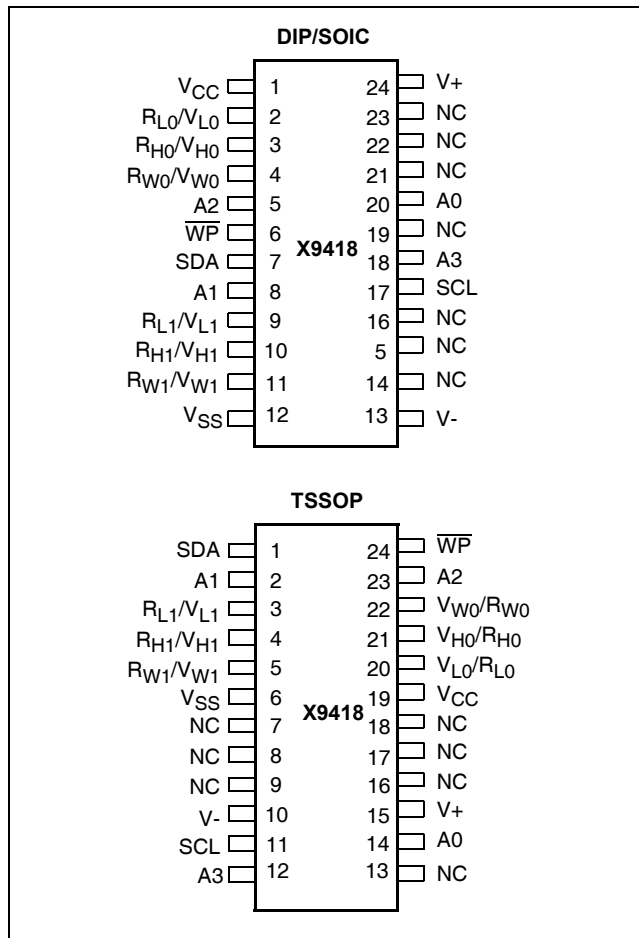 DIP/SOIC
VCC 1 24 V+
RL0/VL0 2 23 NC
RH0/VH0 3 22 NC
RW0/VW0 4 21 NC
A2 5 20 A0
WP 6 19 NC
X9418
SDA 7 18 A3
A1 8 17 SCL
RL1/VL1 9 16 NC
RH1/VH1 10 5 NC
RW1/VW1 11 14 NC
VSS 12 13 V-
TSSOP
SDA 1 24 WP
A1 2 23 A2
RL1/VL1 3 22 VW0/RW0
RH1/VH1 4 21 VH0/RH0
RW1/VW1 5 20 VL0/RL0
VSS 6 19 VCC
X9418
NC 7 18 NC
NC 8 17 NC
NC 9 16 NC
V- 10 15 V+
SCL 11 14 A0
A3 12 13 NC